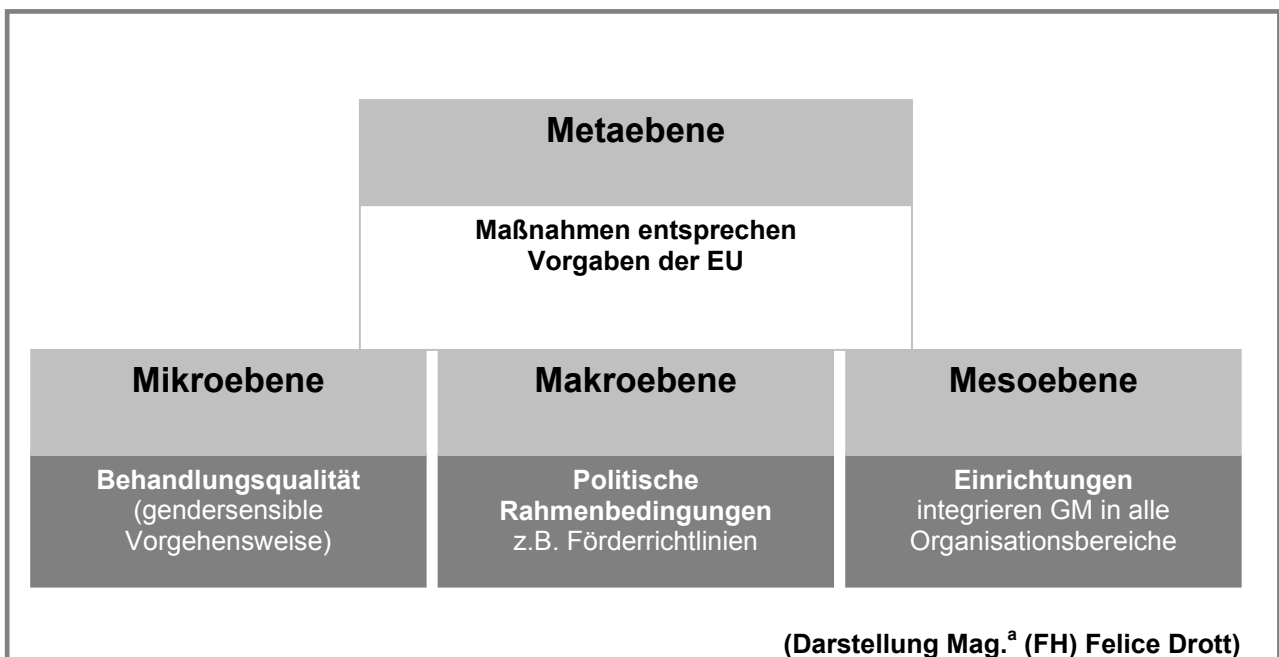 Metaebene
Maßnahmen entsprechen
Vorgaben der EU
Mikroebene
Behandlungsqualität
(gendersensible
Vorgehensweise)
Makroebene
Politische
Rahmenbedingungen
z.B. Förderrichtlinien
Mesoebene
Einrichtungen
integrieren GM in alle
Organisationsbereiche
(Darstellung Mag.ª (FH) Felice Drott)